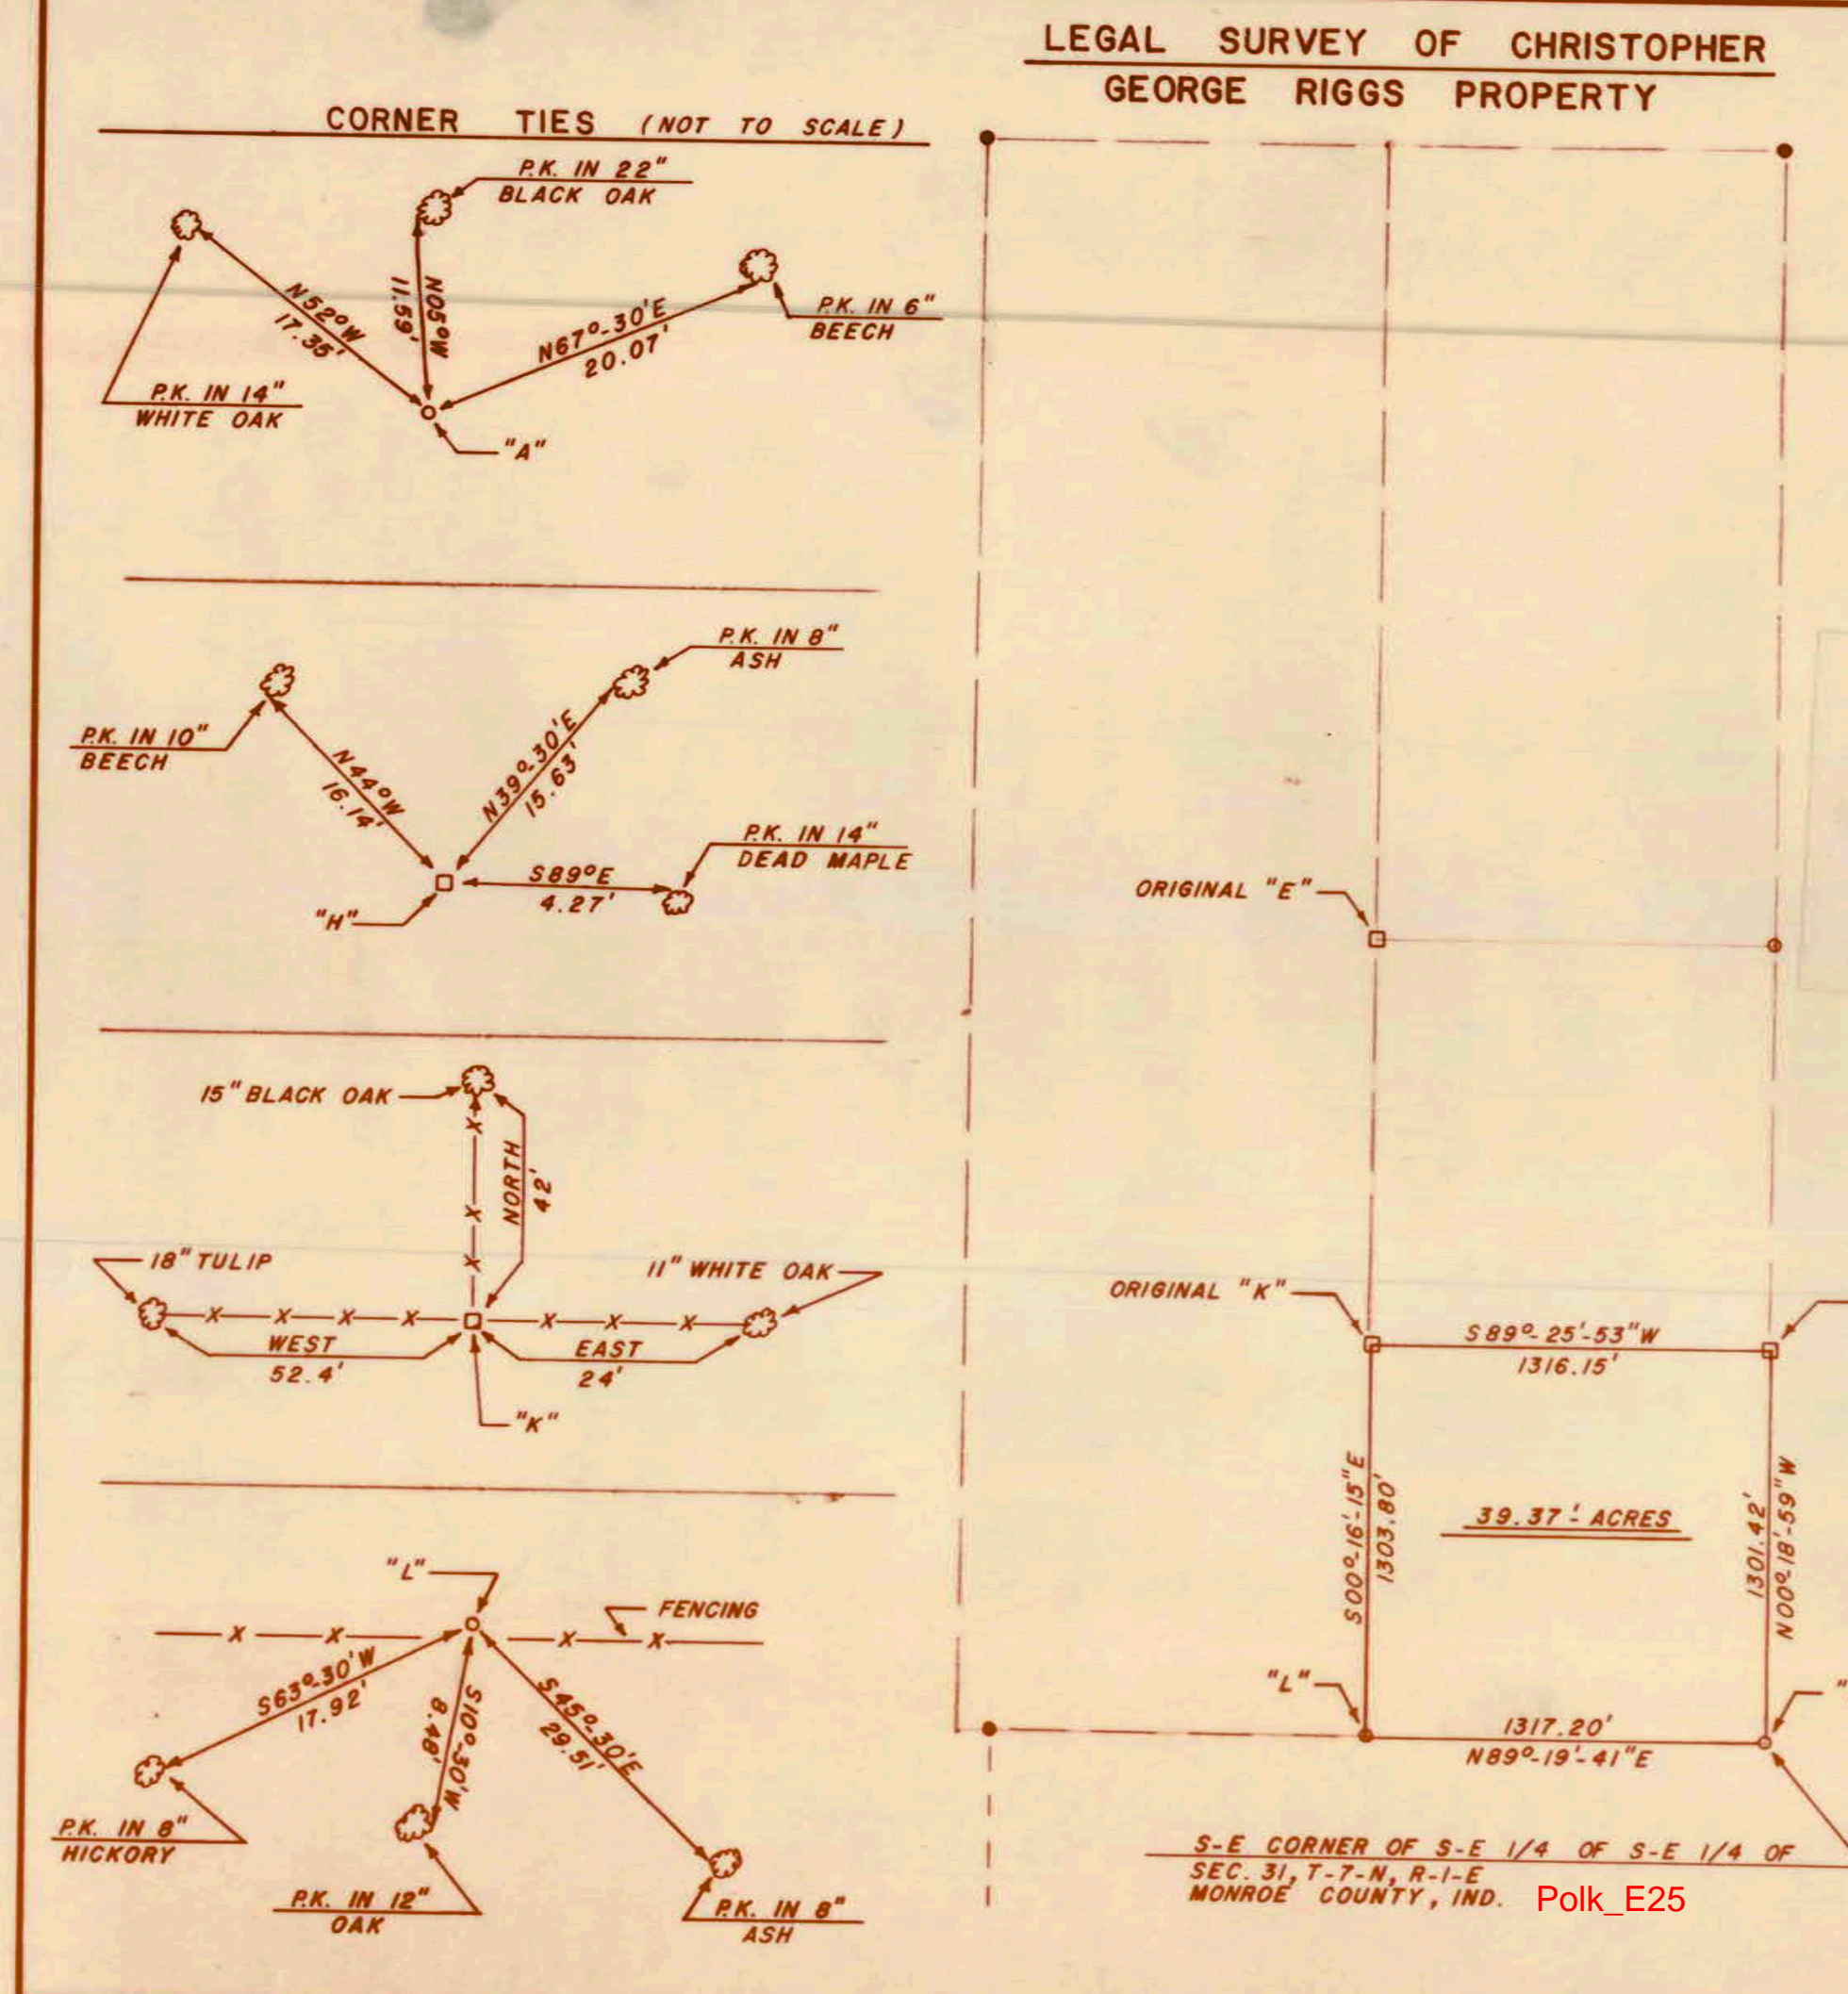 LEGAL SURVEY OF CHRISTOPHER
GEORGE RIGGS PROPERTY
CORNER TIES (NOT TO SCALE)
P.K. IN 22"
BLACK OAK
N52°W
17.35'
N05°W
11.59'
N67°-30'E
20.07'
P.K. IN 6"
BEECH
P.K. IN 14"
WHITE OAK
"A"
P.K. IN 8"
ASH
P.K. IN 10"
BEECH
N44°W
16.14'
N39°-30'E
15.63'
P.K. IN 14"
DEAD MAPLE
S89°E
4.27'
"H"
15" BLACK OAK
NORTH
42'
18" TULIP
11" WHITE OAK
WEST
52.4'
EAST
24'
"K"
"L"
FENCING
S63°-30'W
17.92'
S10°-30'W
8.48'
S45°-30'E
29.51'
P.K. IN 8"
HICKORY
P.K. IN 12"
OAK
P.K. IN 8"
ASH
ORIGINAL "E"
ORIGINAL "K"
S89°-25'-53"W
1316.15'
S00°-16'-15"E
1303.80'
39.37± ACRES
1301.42'
N00°-18'-59"W
"L"
1317.20'
N89°-19'-41"E
S-E CORNER OF S-E 1/4 OF S-E 1/4 OF
SEC. 31, T-7-N, R-1-E
MONROE COUNTY, IND.
Polk_E25